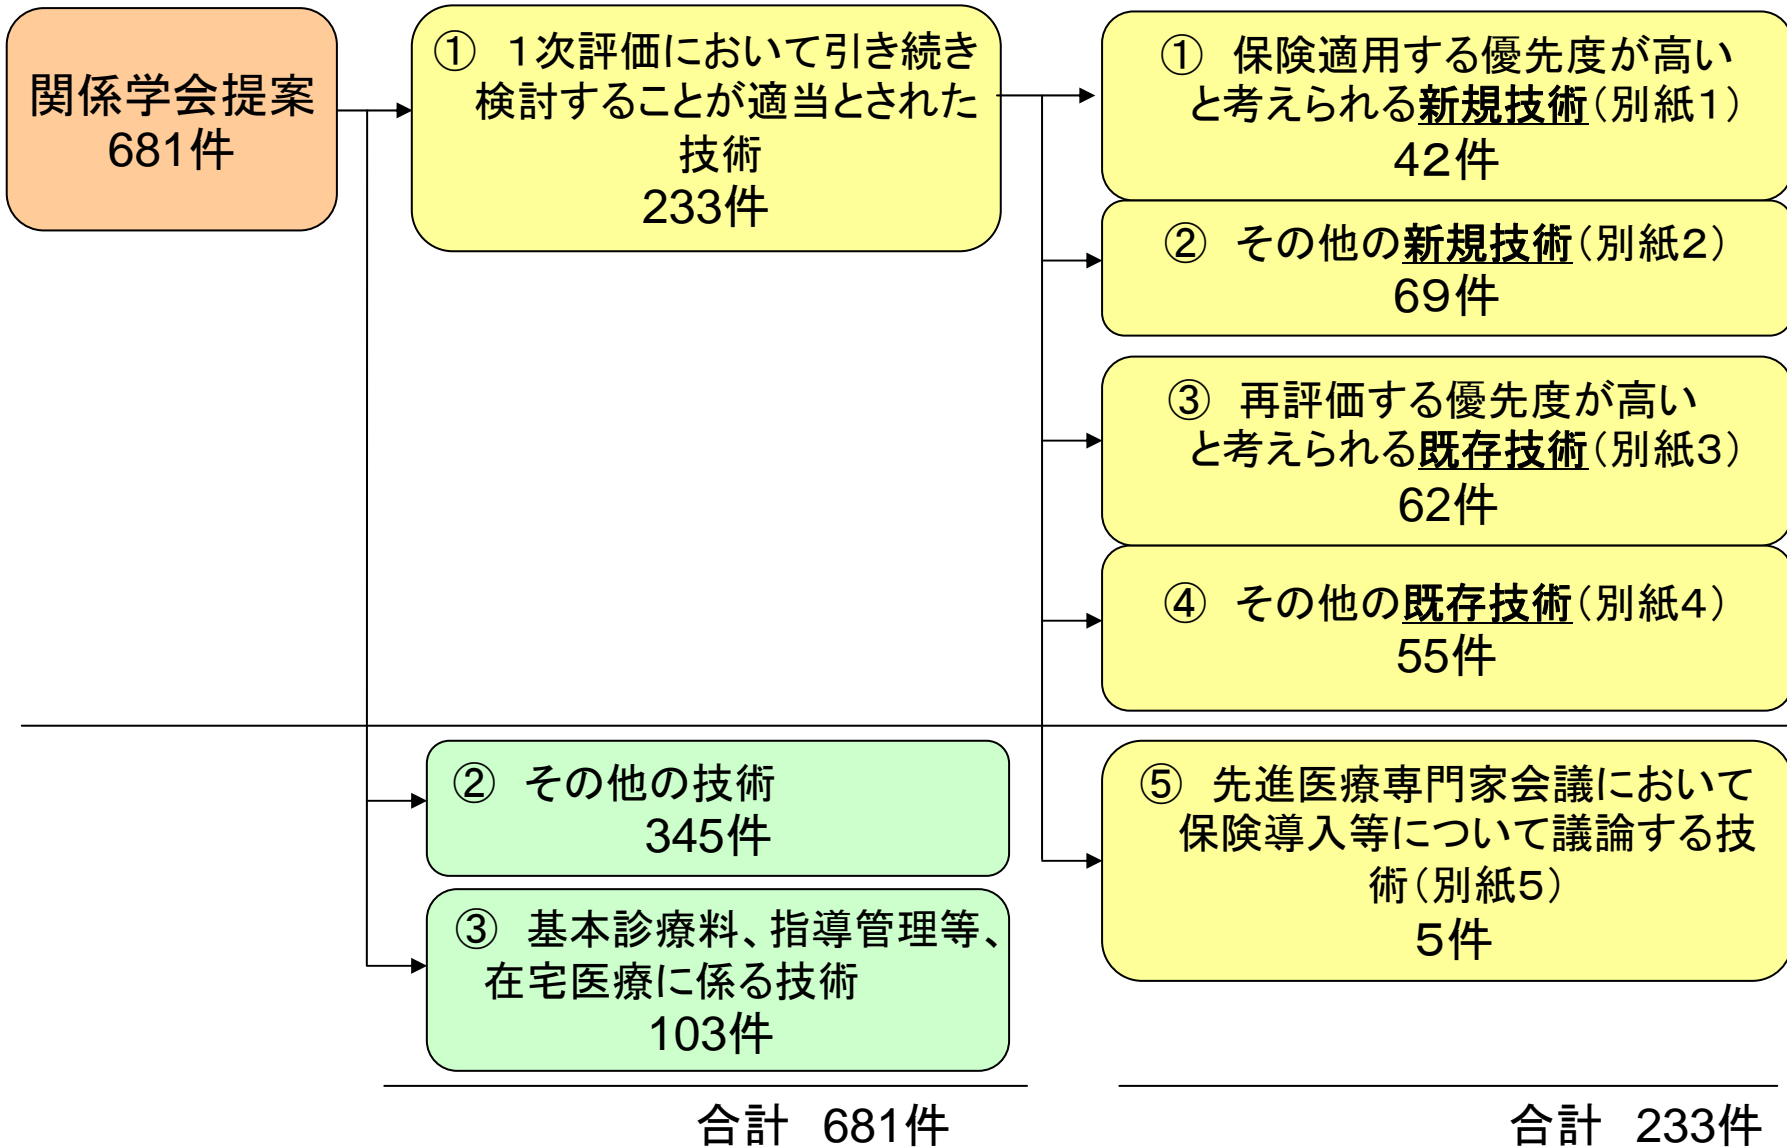 関係学会提案
681件
① １次評価において引き続き
検討することが適当とされた
技術
233件
② その他の技術
345件
③ 基本診療料、指導管理等、
在宅医療に係る技術
103件
合計 681件
① 保険適用する優先度が高い
と考えられる新規技術（別紙１）
42件
② その他の新規技術（別紙２）
69件
③ 再評価する優先度が高い
と考えられる既存技術（別紙３）
62件
④ その他の既存技術（別紙４）
55件
⑤ 先進医療専門家会議において
保険導入等について議論する技
術（別紙５）
５件
合計 233件